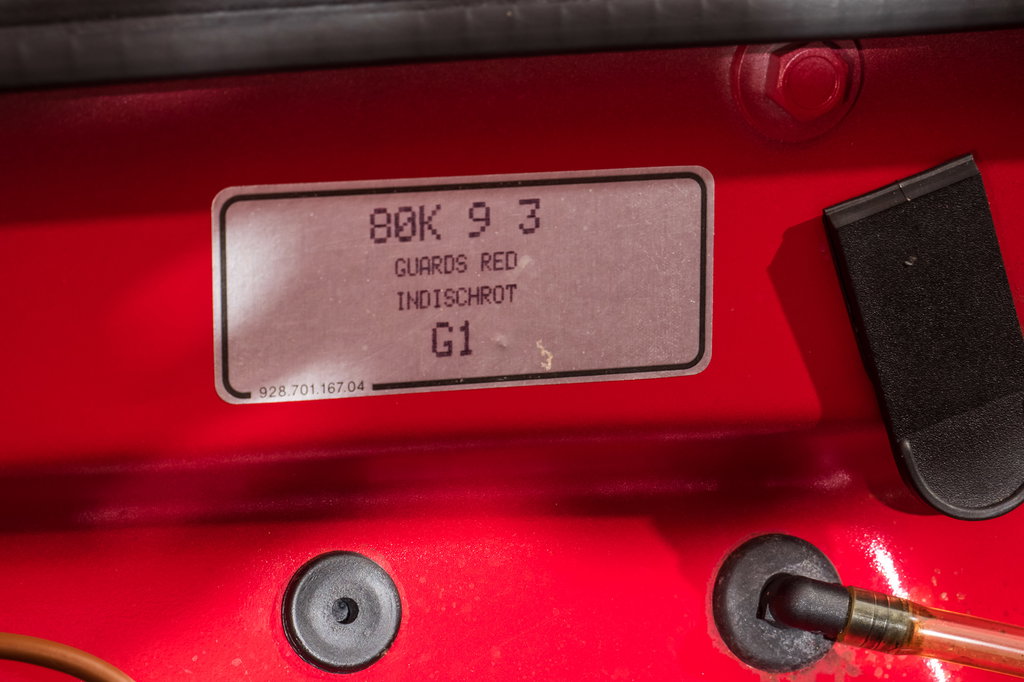 80K 9 3
GUARDS RED
INDISCHROT
G1
928.701.167.04